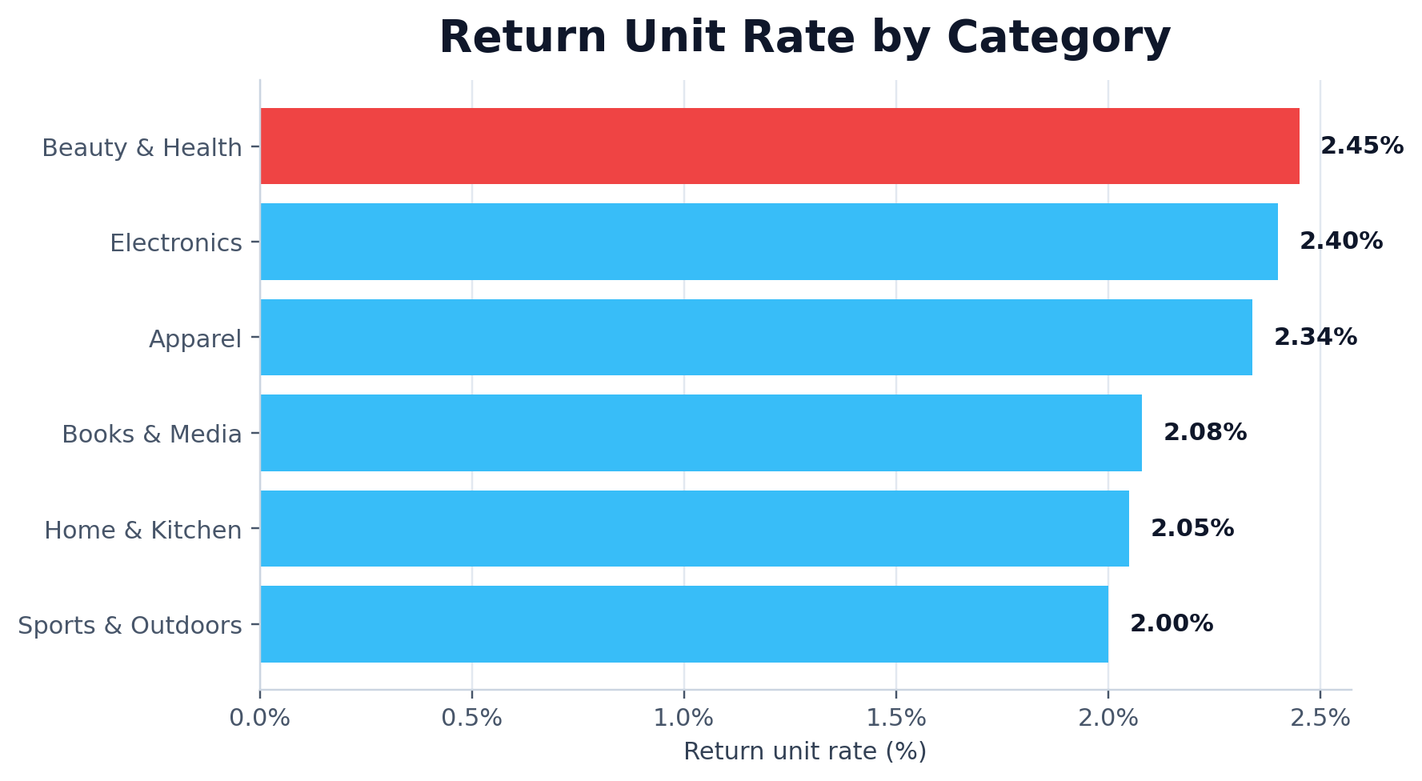 Return Unit Rate by Category
Beauty & Health 2.45%
Electronics 2.40%
Apparel 2.34%
Books & Media 2.08%
Home & Kitchen 2.05%
Sports & Outdoors 2.00%
0.0% 0.5% 1.0% 1.5% 2.0% 2.5%
Return unit rate (%)